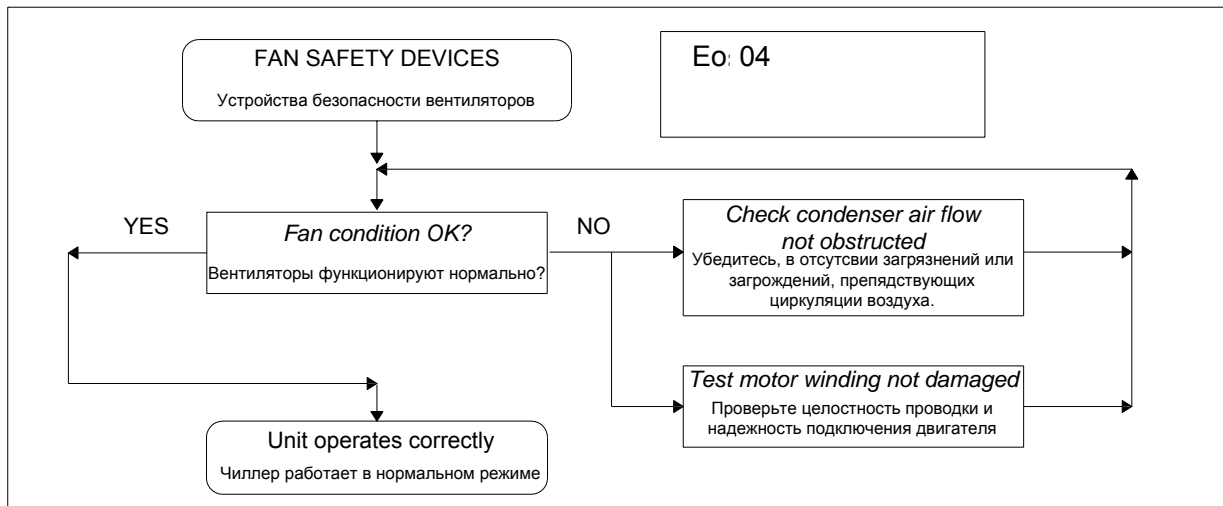 FAN SAFETY DEVICES
Устройства безопасности вентиляторов
Eo: 04
YES
Fan condition OK?
Вентиляторы функционируют нормально?
NO
Check condenser air flow
not obstructed
Убедитесь, в отсутсвии загрязнений или
загрождений, препядствующих
циркуляции воздуха.
Test motor winding not damaged
Проверьте целостность проводки и
надежность подключения двигателя
Unit operates correctly
Чиллер работает в нормальном режиме